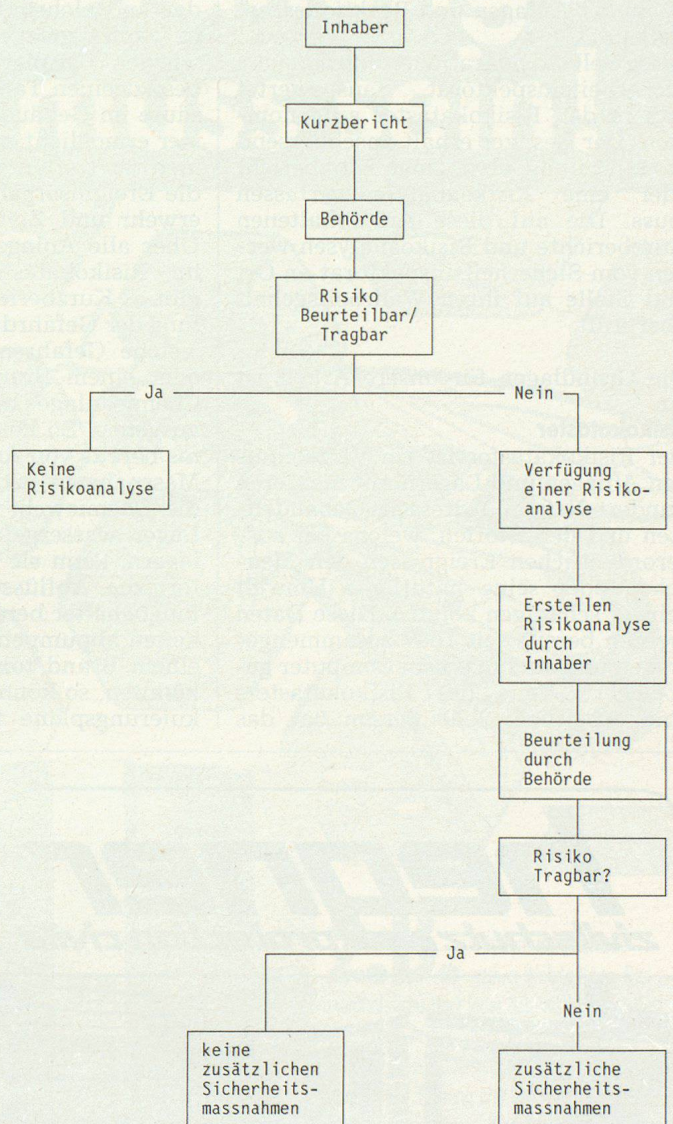 Inhaber
Kurzbericht
Behörde
Risiko
Beurteilbar/
Tragbar
Ja
Nein
Keine
Risikoanalyse
Verfügung
einer Risiko-
analyse
Erstellen
Risikoanalyse
durch
Inhaber
Beurteilung
durch
Behörde
Risiko
Tragbar?
Ja
Nein
keine
zusätzlichen
Sicherheits-
massnahmen
zusätzliche
Sicherheits-
massnahmen